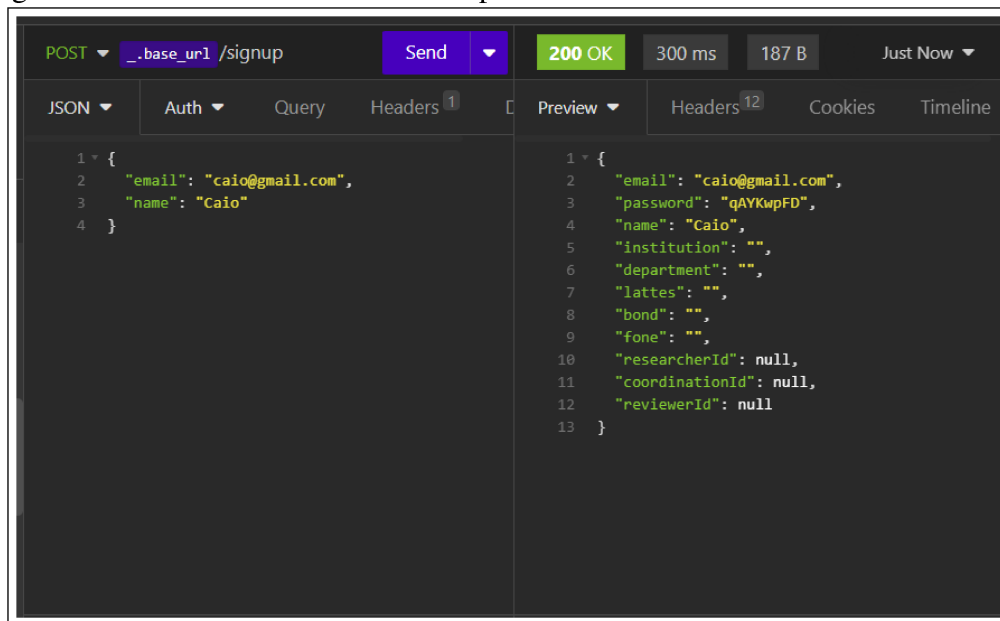 POST _.base_url /signup Send
200 OK 300 ms 187 B Just Now
JSON Auth Query Headers 1
Preview Headers 12 Cookies Timeline
1 {
2 "email": "caio@gmail.com",
3 "name": "Caio"
4 }
1 {
2 "email": "caio@gmail.com",
3 "password": "qAYKwpFD",
4 "name": "Caio",
5 "institution": "",
6 "department": "",
7 "lattes": "",
8 "bond": "",
9 "fone": "",
10 "researcherId": null,
11 "coordinationId": null,
12 "reviewerId": null
13 }